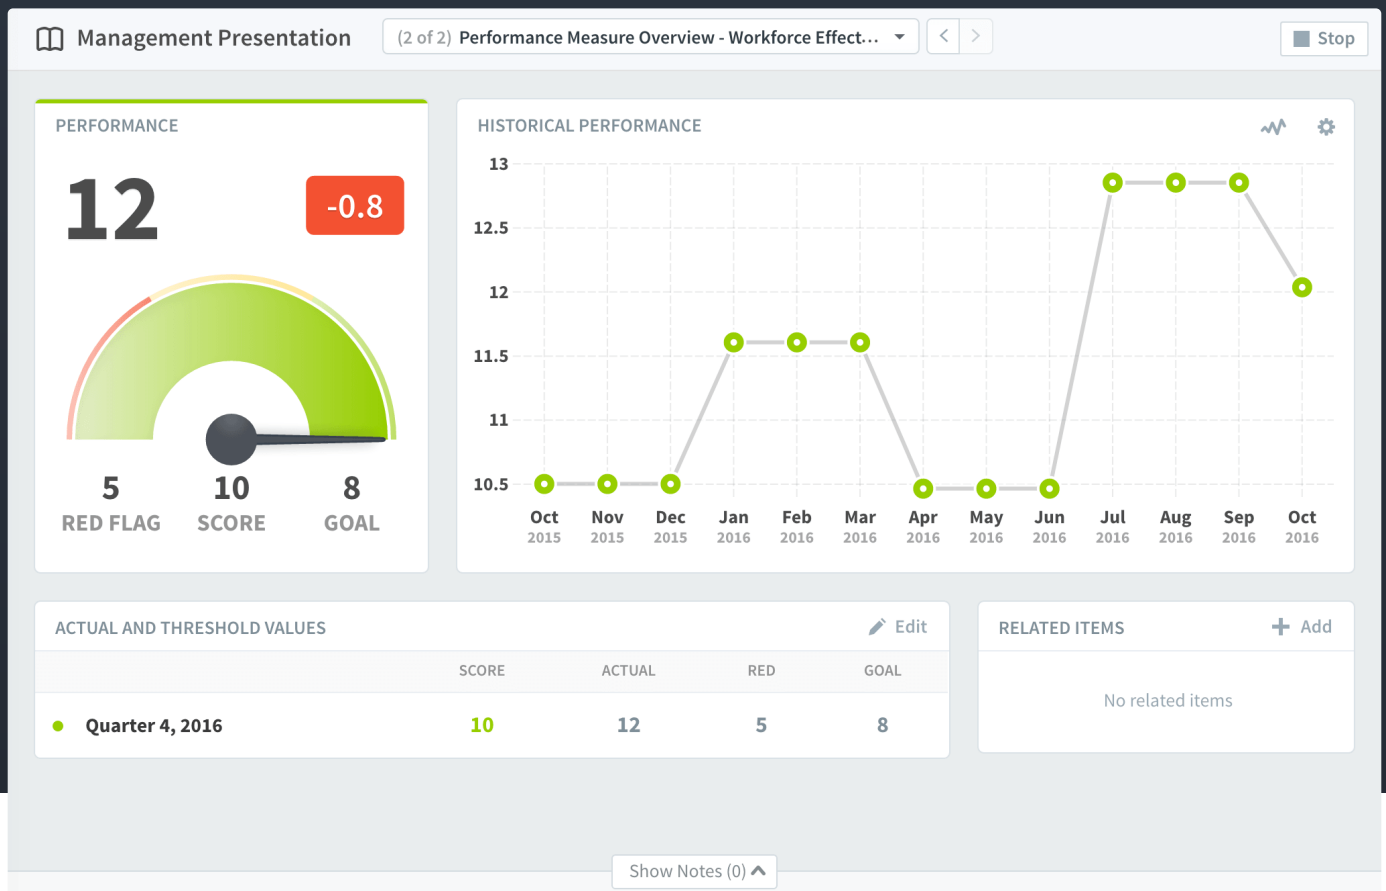 Management Presentation
(2 of 2) Performance Measure Overview - Workforce Effect...
Stop
PERFORMANCE
12
-0.8
5 10 8
RED FLAG SCORE GOAL
HISTORICAL PERFORMANCE
13
12.5
12
11.5
11
10.5
Oct Nov Dec Jan Feb Mar Apr May Jun Jul Aug Sep Oct
2015 2015 2015 2016 2016 2016 2016 2016 2016 2016 2016 2016 2016
ACTUAL AND THRESHOLD VALUES
Edit
SCORE ACTUAL RED GOAL
Quarter 4, 2016 10 12 5 8
RELATED ITEMS
Add
No related items
Show Notes (0)